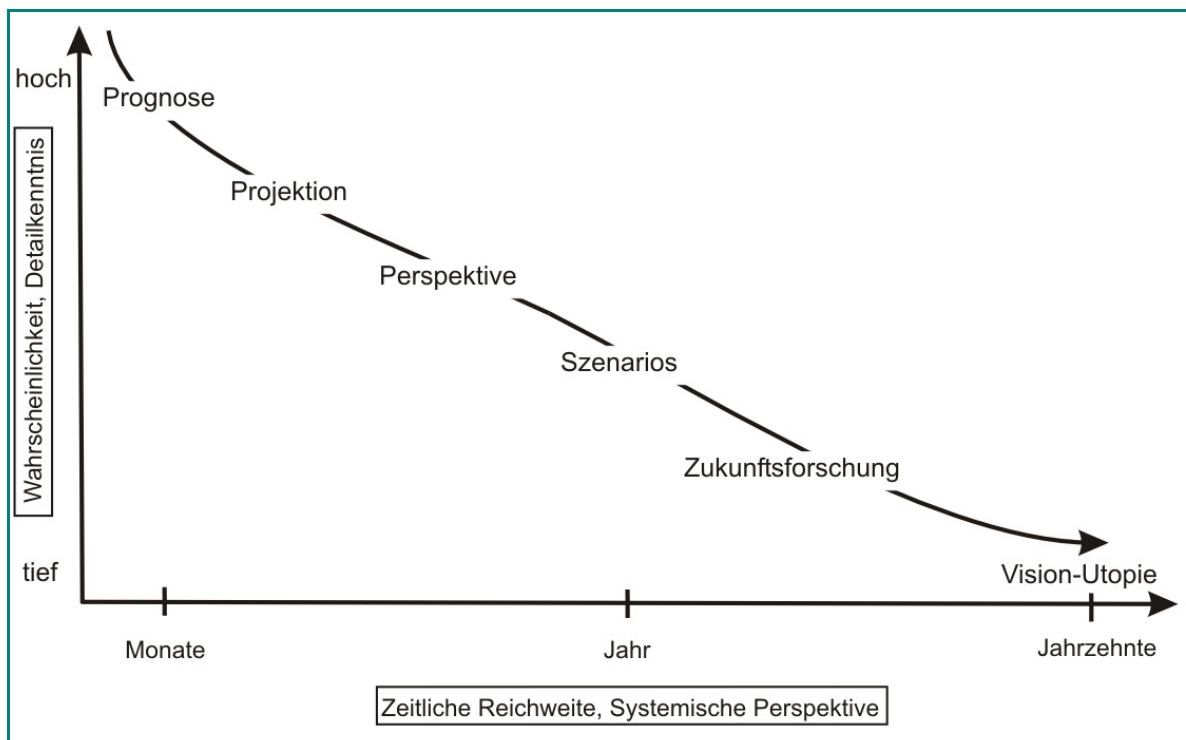 hoch
Prognose
Wahrscheinlichkeit, Detailkenntnis
Projektion
Perspektive
Szenarios
Zukunftsforschung
tief
Vision-Utopie
Monate
Jahr
Jahrzehnte
Zeitliche Reichweite, Systemische Perspektive